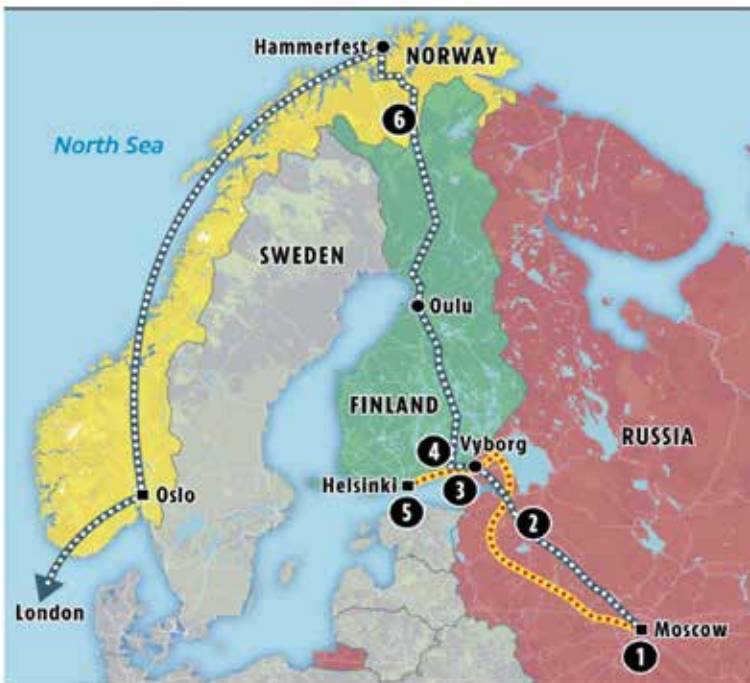 Hammerfest
NORWAY
6
North Sea
SWEDEN
Oulu
FINLAND
4
Vyborg
RUSSIA
Helsinki
3
5
Oslo
2
London
Moscow
1